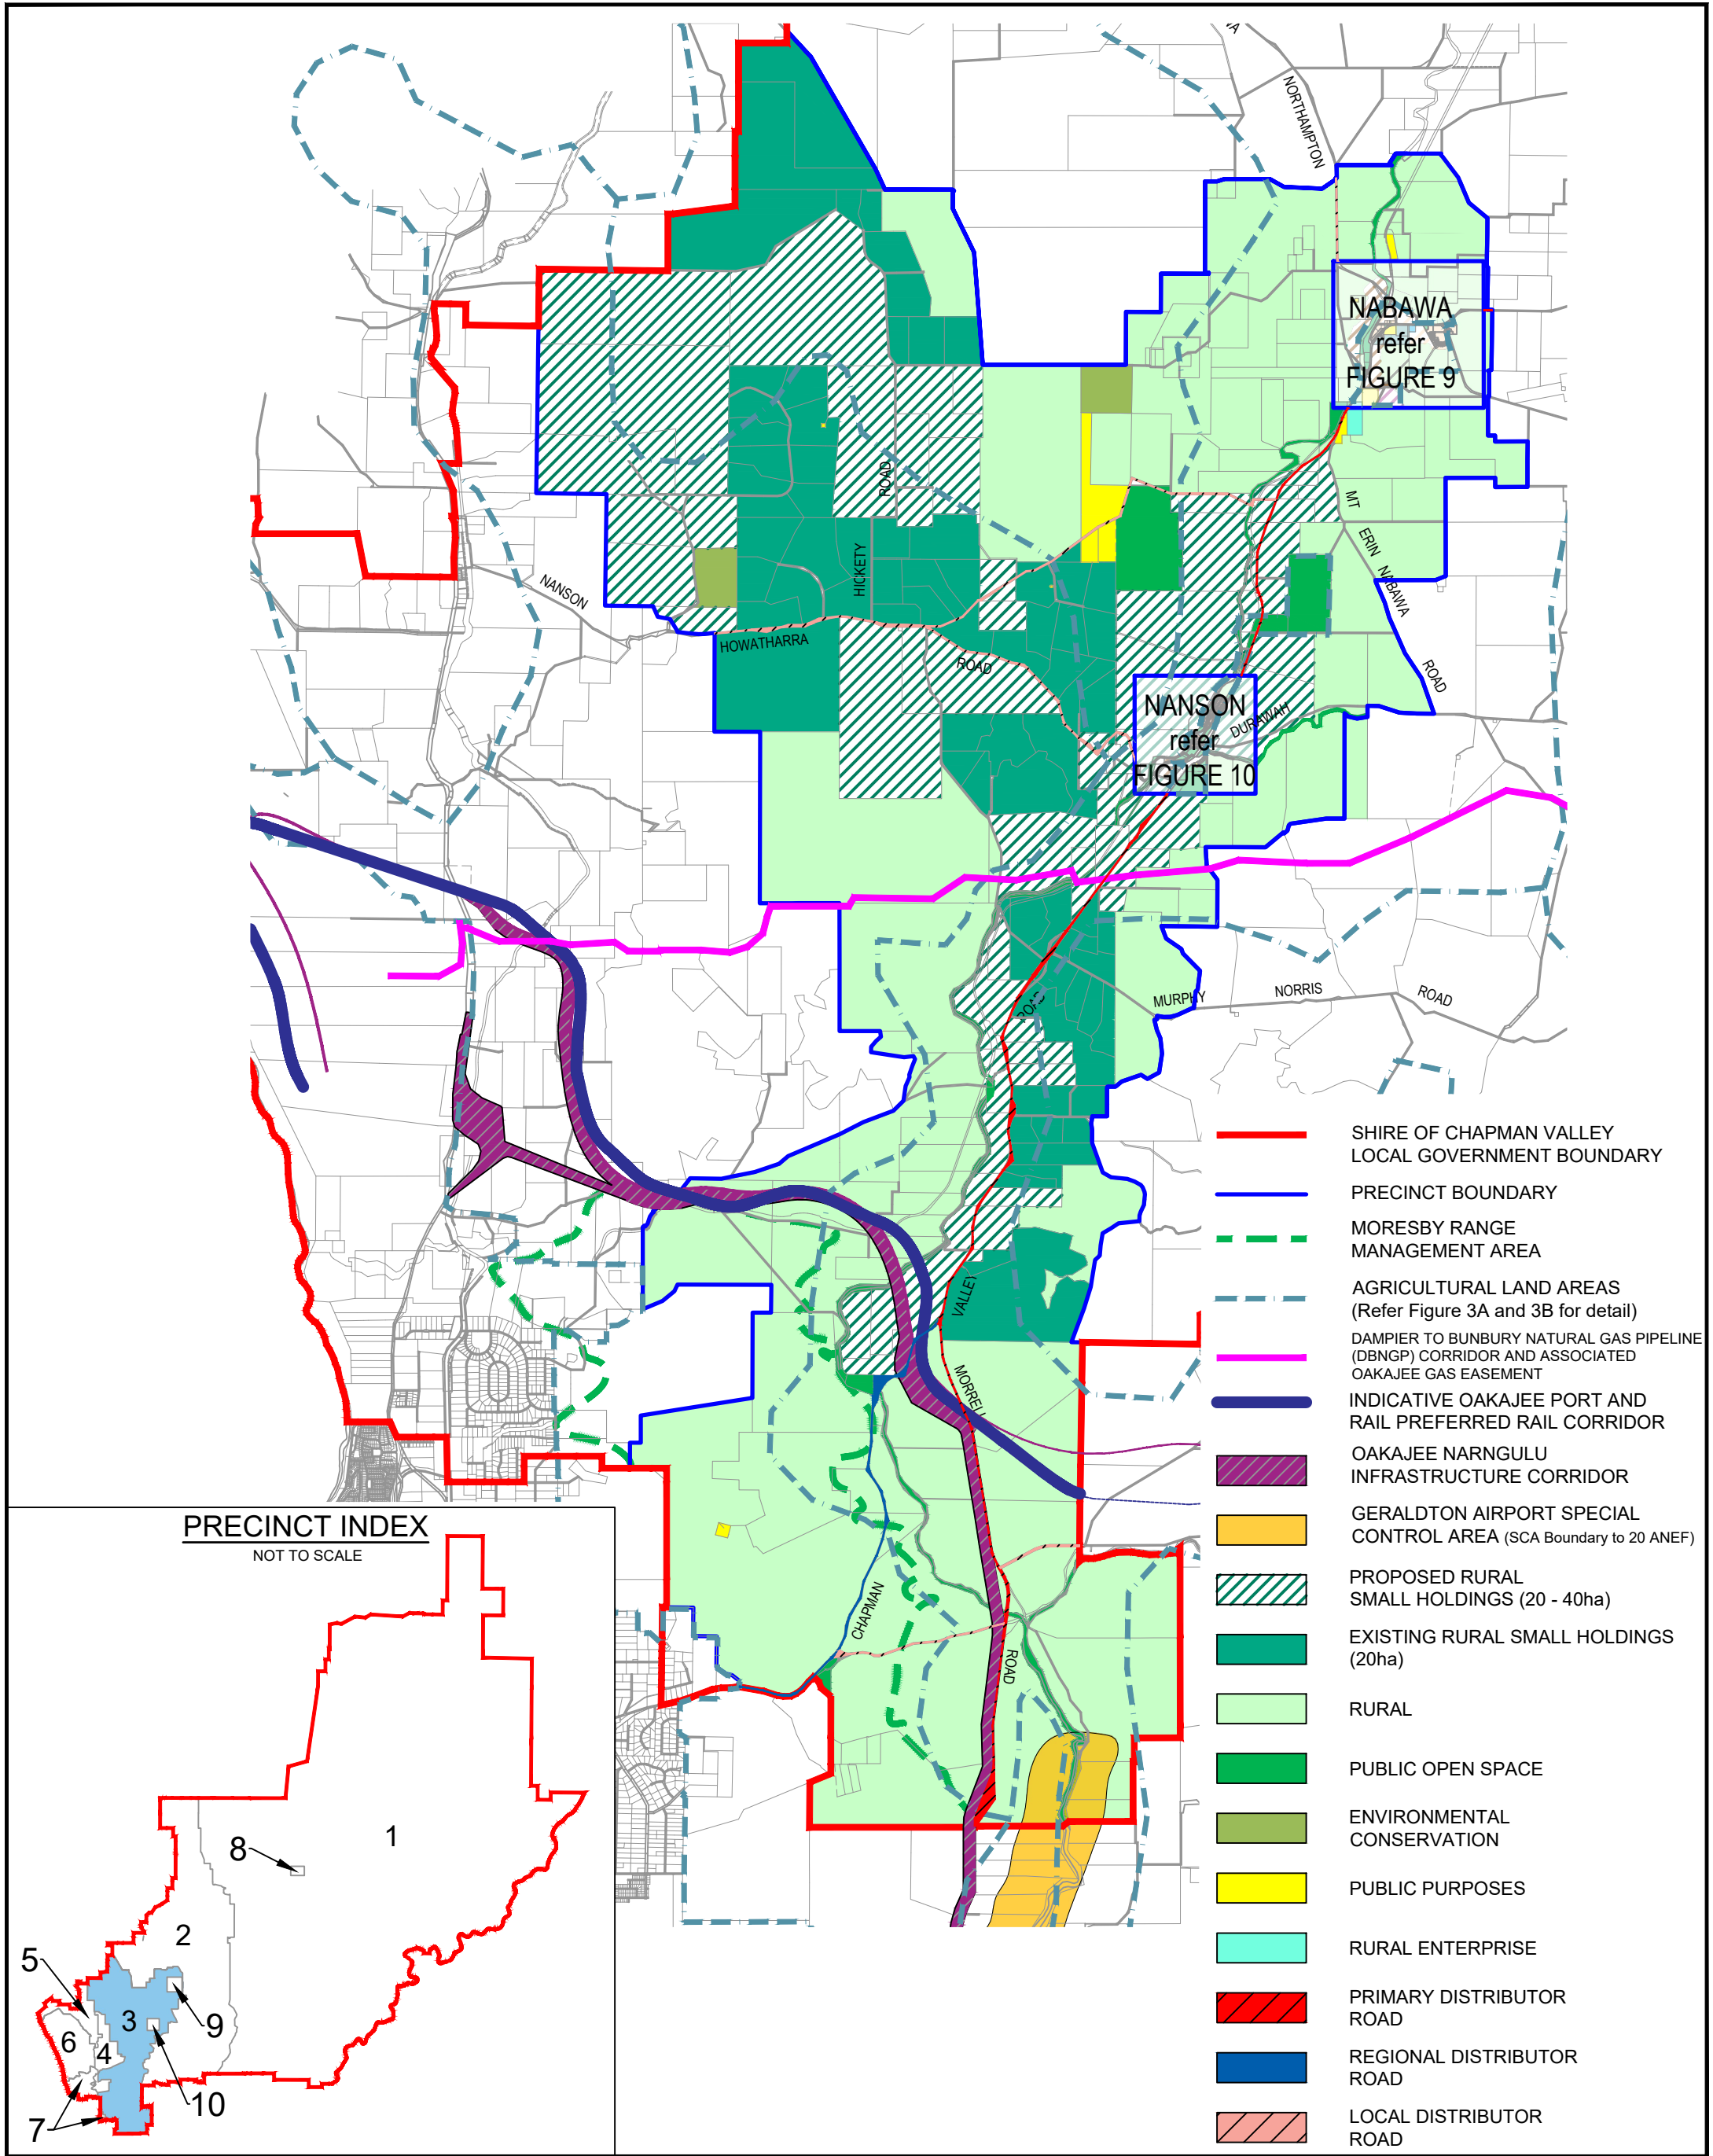 NORTHAMPTON
NABAWA
refer
FIGURE 9
ROAD
MT
ERIN
NABAWA
ROAD
NANSON
HICKETY
HOWATHARRA
ROAD
NANSON
refer
FIGURE 10
DURAWAH
ROAD
MURPHY
NORRIS
ROAD
VALLEY
MORRELL
CHAPMAN
ROAD
SHIRE OF CHAPMAN VALLEY
LOCAL GOVERNMENT BOUNDARY
PRECINCT BOUNDARY
MORESBY RANGE
MANAGEMENT AREA
AGRICULTURAL LAND AREAS
(Refer Figure 3A and 3B for detail)
DAMPIER TO BUNBURY NATURAL GAS PIPELINE
(DBNGP) CORRIDOR AND ASSOCIATED
OAKAJEE GAS EASEMENT
INDICATIVE OAKAJEE PORT AND
RAIL PREFERRED RAIL CORRIDOR
OAKAJEE NARNGULU
INFRASTRUCTURE CORRIDOR
GERALDTON AIRPORT SPECIAL
CONTROL AREA (SCA Boundary to 20 ANEF)
PROPOSED RURAL
SMALL HOLDINGS (20 - 40ha)
EXISTING RURAL SMALL HOLDINGS
(20ha)
RURAL
PUBLIC OPEN SPACE
ENVIRONMENTAL
CONSERVATION
PUBLIC PURPOSES
RURAL ENTERPRISE
PRIMARY DISTRIBUTOR
ROAD
REGIONAL DISTRIBUTOR
ROAD
LOCAL DISTRIBUTOR
ROAD
PRECINCT INDEX
NOT TO SCALE
1
8
2
5
3
9
6
4
10
7